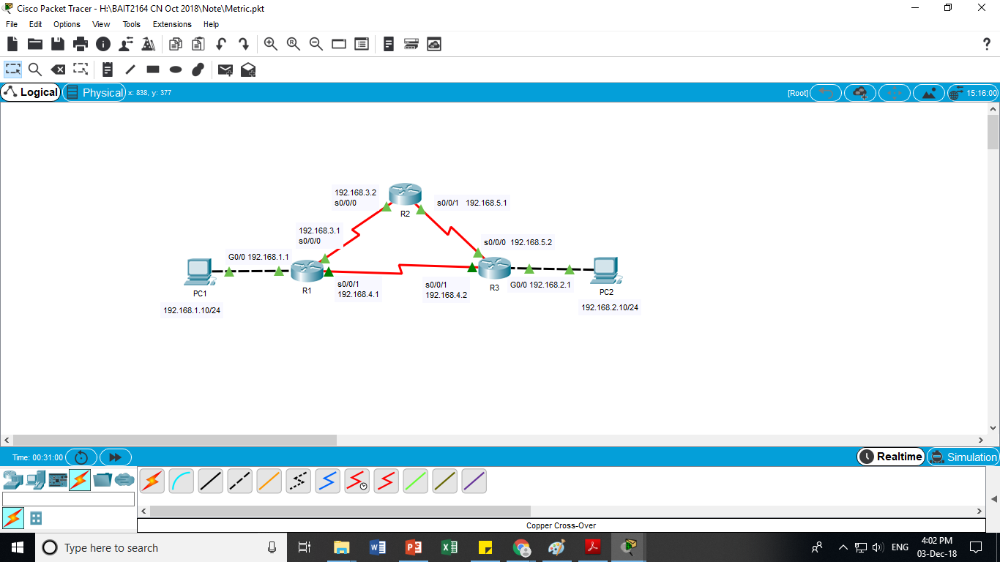 Cisco Packet Tracer - H:\BAIT2164 CN Oct 2018\Note\Metric.pkt
File Edit Options View Tools Extensions Help
?
Logical Physical x: 838, y: 377 [Root] 15:16:00
192.168.3.2
s0/0/0
R2
s0/0/1 192.168.5.1
192.168.3.1
s0/0/0
s0/0/0 192.168.5.2
G0/0 192.168.1.1
PC1
192.168.1.10/24
R1
s0/0/1
192.168.4.1
s0/0/1
192.168.4.2
R3
G0/0 192.168.2.1
PC2
192.168.2.10/24
Time: 00:31:00 Realtime Simulation
Copper Cross-Over
Type here to search
ENG
4:02 PM
03-Dec-18